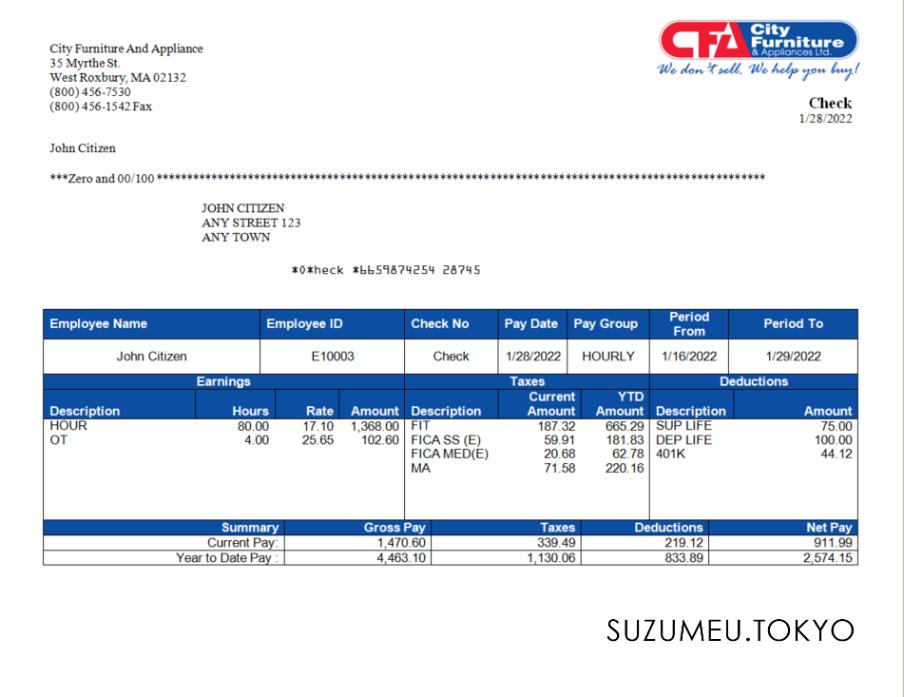 City Furniture And Appliance
35 Myrthe St.
West Roxbury, MA 02132
(800) 456-7530
(800) 456-1542 Fax
CFA City
Furniture
& Appliances Ltd.
We don't sell. We help you buy!
Check
1/28/2022
John Citizen
***Zero and 00/100 ****************************************************************************************************
JOHN CITIZEN
ANY STREET 123
ANY TOWN
*0*heck *6659874254 28745
Employee Name Employee ID Check No Pay Date Pay Group Period From Period To
John Citizen E10003 Check 1/28/2022 HOURLY 1/16/2022 1/29/2022
Earnings Taxes Deductions
Description Hours Rate Amount Description Current Amount YTD Amount Description Amount
HOUR 80.00 17.10 1,368.00 FIT 187.32 665.29 SUP LIFE 75.00
OT 4.00 25.65 102.60 FICA SS (E) 59.91 181.83 DEP LIFE 100.00
FICA MED(E) 20.68 62.78 401K 44.12
MA 71.58 220.16
Summary Gross Pay Taxes Deductions Net Pay
Current Pay: 1,470.60 339.49 219.12 911.99
Year to Date Pay : 4,463.10 1,130.06 833.89 2,574.15
SUZUMEU.TOKYO